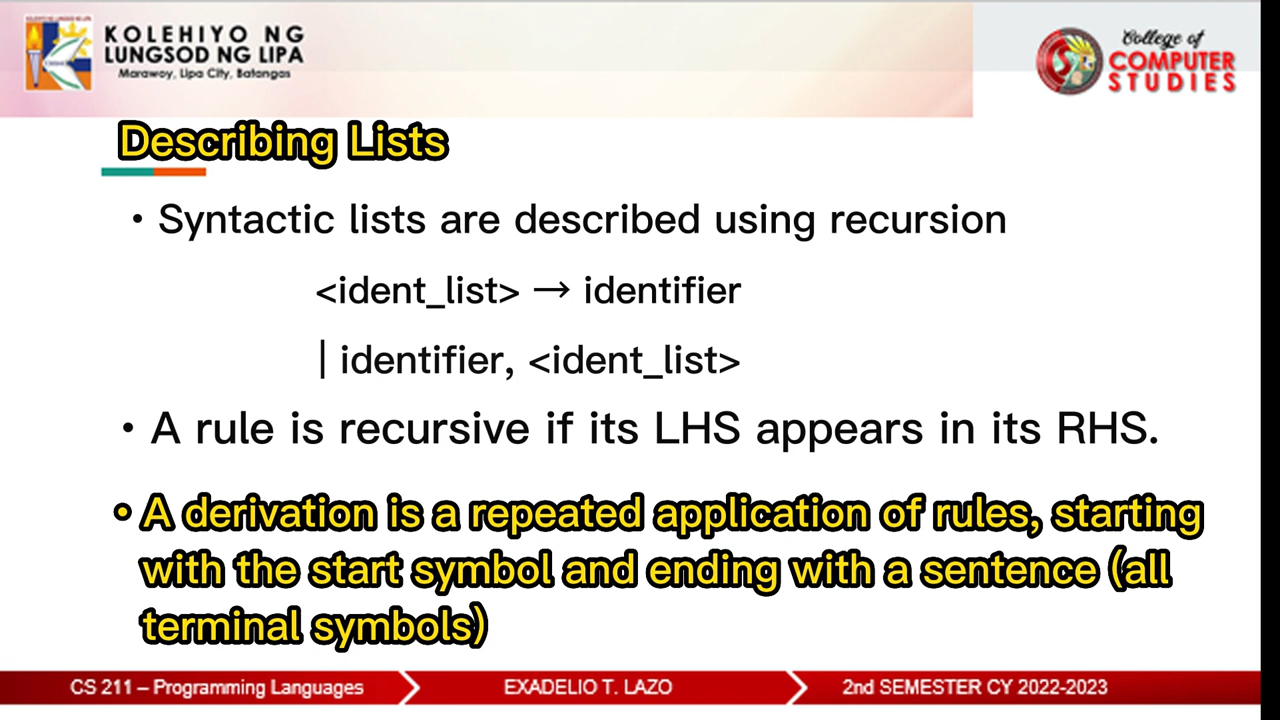 KOLEHIYO NG
LUNGSOD NG LIPA
Marawoy, Lipa City, Batangas
College of
COMPUTER
STUDIES
Describing Lists
• Syntactic lists are described using recursion
<ident_list> → identifier
| identifier, <ident_list>
• A rule is recursive if its LHS appears in its RHS.
• A derivation is a repeated application of rules, starting
with the start symbol and ending with a sentence (all
terminal symbols)
CS 211 – Programming Languages
EXADELIO T. LAZO
2nd SEMESTER CY 2022-2023